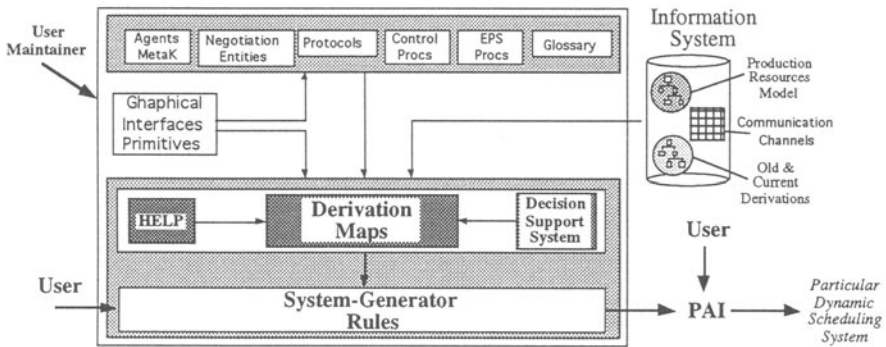 Information
System
User
Maintainer
Agents
MetaK
Negotiation
Entities
Protocols
Control
Procs
EPS
Procs
Glossary
Production
Resources
Model
Communication
Channels
Old &
Current
Derivations
Ghaphical
Interfaces
Primitives
HELP
Derivation
Maps
Decision
Support
System
User
User
System-Generator
Rules
PAI
Particular
Dynamic
Scheduling
System